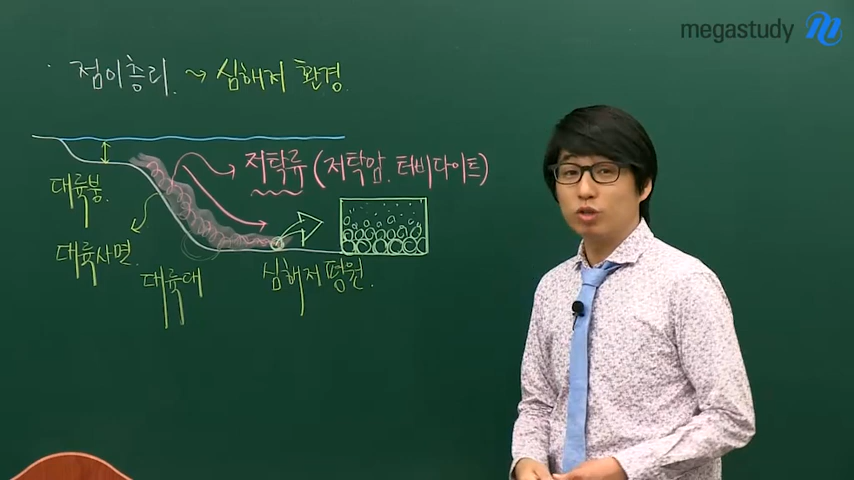 megastudy
점이층리. ~> 심해저 환경.
저탁류 (저탁암. 터비다이트)
대륙붕.
대륙사면.
대륙대
심해저 평원.